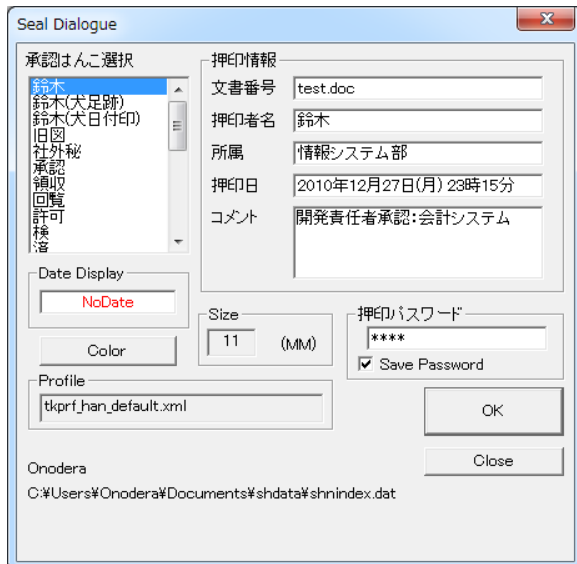 Seal Dialogue
承認はんこ選択
鈴木
鈴木(犬足跡)
鈴木(犬日付印)
旧図
社外秘
承認
領収
回覧
許可
検
済
押印情報
文書番号 test.doc
押印者名 鈴木
所属 情報システム部
押印日 2010年12月27日(月) 23時15分
コメント 開発責任者承認:会計システム
Date Display
NoDate
Color
Size
11 (MM)
押印パスワード
****
Save Password
Profile
tkprf_han_default.xml
OK
Close
Onodera
C:¥Users¥Onodera¥Documents¥shdata¥shnindex.dat